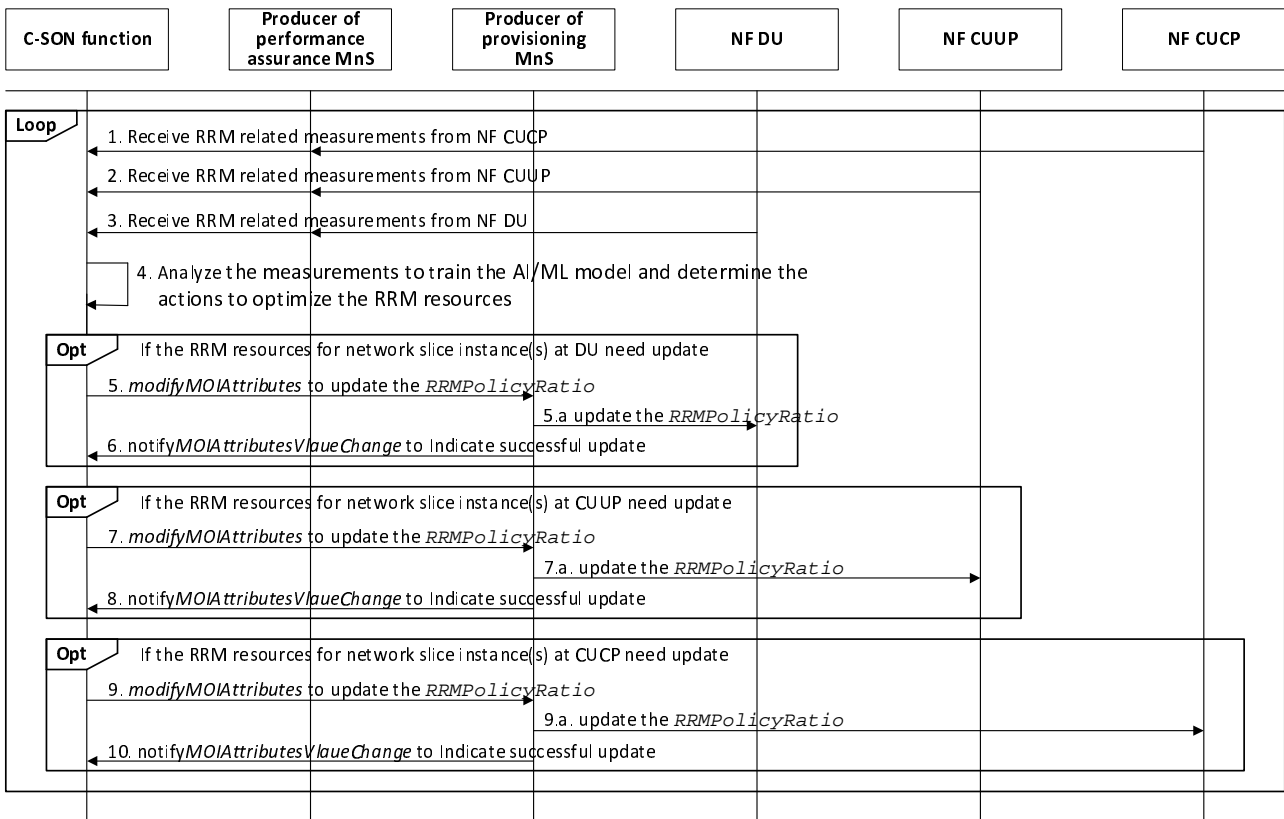 C-SON function
Producer of
performance
assurance MnS
Producer of
provisioning
MnS
NF DU
NF CUUP
NF CUCP
Loop
1. Receive RRM related measurements from NF CUCP
2. Receive RRM related measurements from NF CUUP
3. Receive RRM related measurements from NF DU
4. Analyze the measurements to train the AI/ML model and determine the
actions to optimize the RRM resources
Opt
If the RRM resources for network slice instance(s) at DU need update
5. modifyMOIAttributes to update the RRMPolicyRatio
5.a update the RRMPolicyRatio
6. notifyMOIAttributesVlaueChange to Indicate successful update
Opt
If the RRM resources for network slice instance(s) at CUUP need update
7. modifyMOIAttributes to update the RRMPolicyRatio
7.a. update the RRMPolicyRatio
8. notifyMOIAttributesVlaueChange to Indicate successful update
Opt
If the RRM resources for network slice instance(s) at CUCP need update
9. modifyMOIAttributes to update the RRMPolicyRatio
9.a. update the RRMPolicyRatio
10. notifyMOIAttributesVlaueChange to Indicate successful update